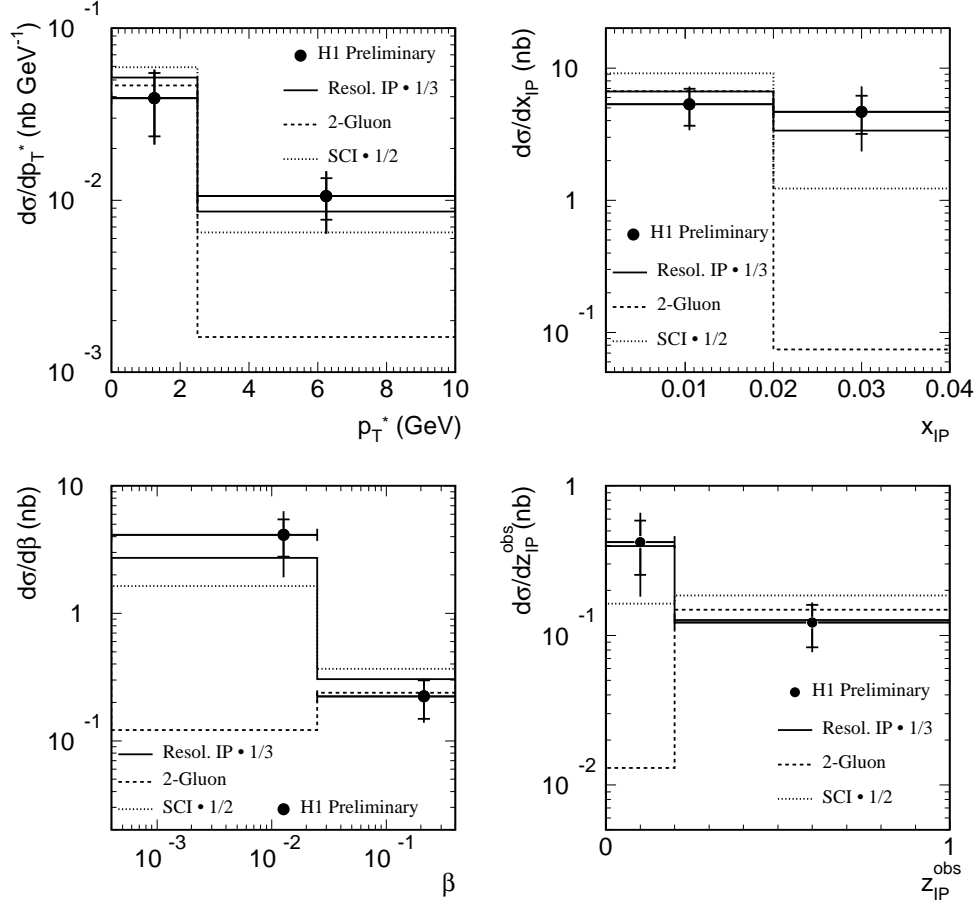 dσ/dp_T* (nb GeV⁻¹)
10⁻¹
10⁻²
10⁻³
H1 Preliminary
Resol. IP • 1/3
2-Gluon
SCI • 1/2
0 2 4 6 8 10
p_T* (GeV)
dσ/dx_IP (nb)
10
1
10⁻¹
H1 Preliminary
Resol. IP • 1/3
2-Gluon
SCI • 1/2
0.01 0.02 0.03 0.04
x_IP
dσ/dβ (nb)
10
1
10⁻¹
Resol. IP • 1/3
2-Gluon
SCI • 1/2
H1 Preliminary
10⁻³ 10⁻² 10⁻¹
β
dσ/dz_IP^obs (nb)
1
10⁻¹
10⁻²
H1 Preliminary
Resol. IP • 1/3
2-Gluon
SCI • 1/2
0 1
z_IP^obs